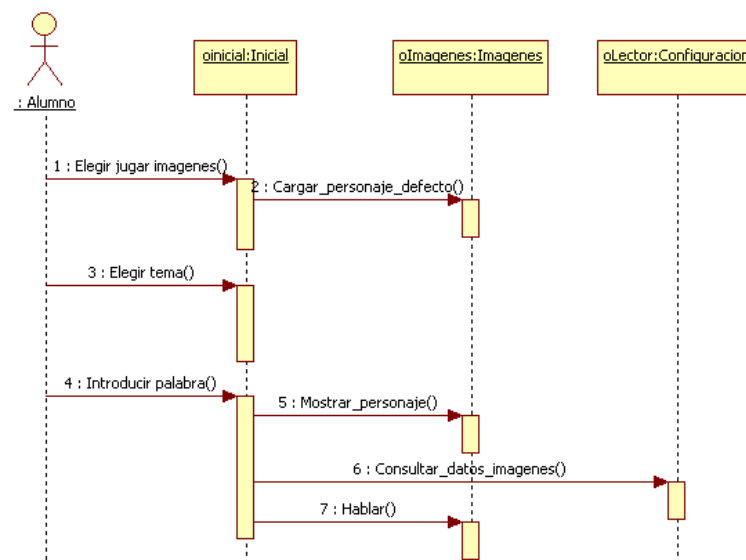 oinicial:Inicial
oImagenes:Imagenes
oLector:Configuracion
: Alumno
1 : Elegir jugar imagenes()
2 : Cargar_personaje_defecto()
3 : Elegir tema()
4 : Introducir palabra()
5 : Mostrar_personaje()
6 : Consultar_datos_imagenes()
7 : Hablar()